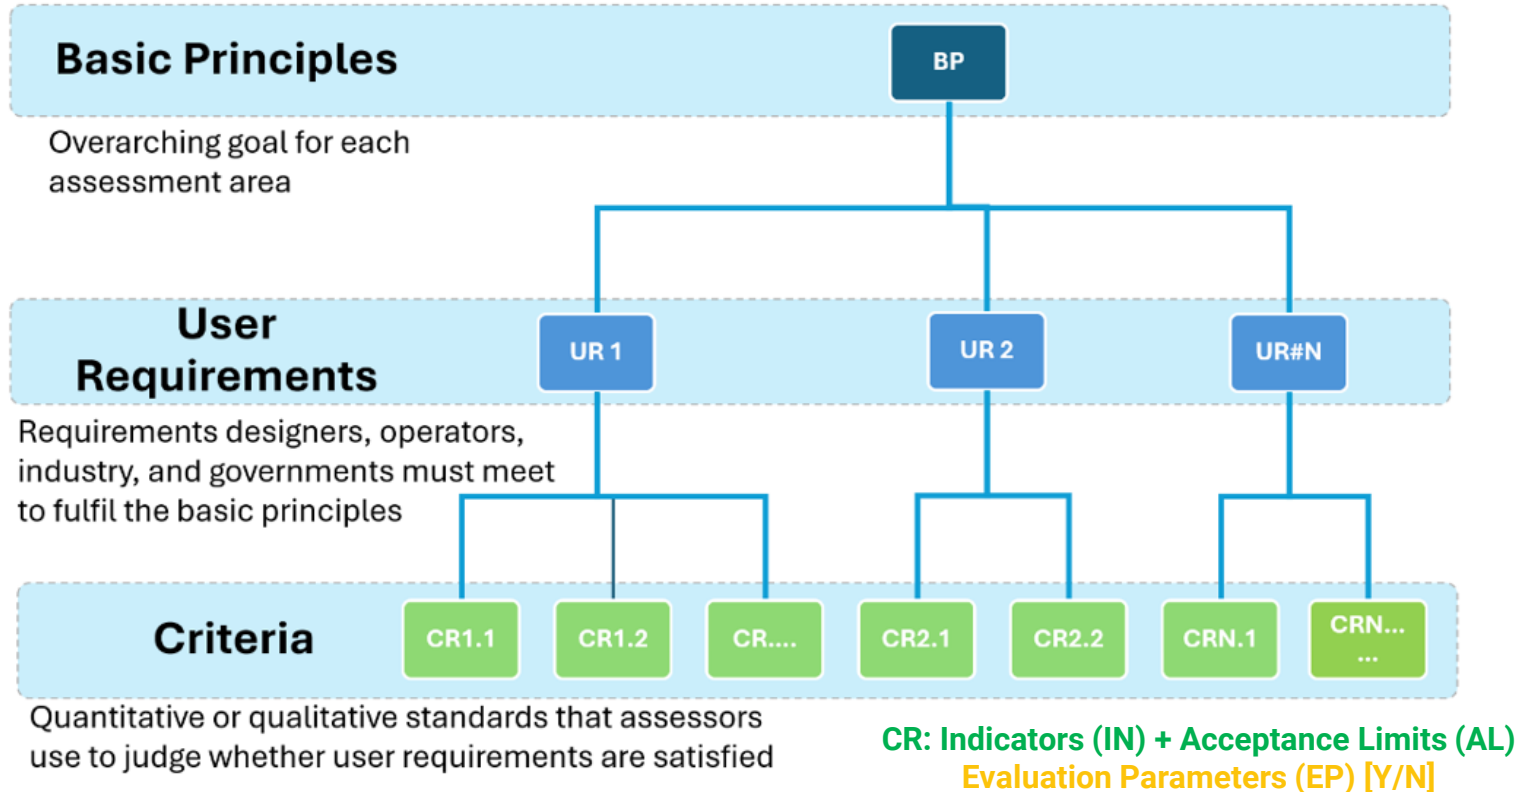 Basic Principles
BP
Overarching goal for each
assessment area
User
Requirements
UR 1
UR 2
UR#N
Requirements designers, operators,
industry, and governments must meet
to fulfil the basic principles
Criteria
CR1.1
CR1.2
CR....
CR2.1
CR2.2
CRN.1
CRN...
...
Quantitative or qualitative standards that assessors
use to judge whether user requirements are satisfied
CR: Indicators (IN) + Acceptance Limits (AL)
Evaluation Parameters (EP) [Y/N]